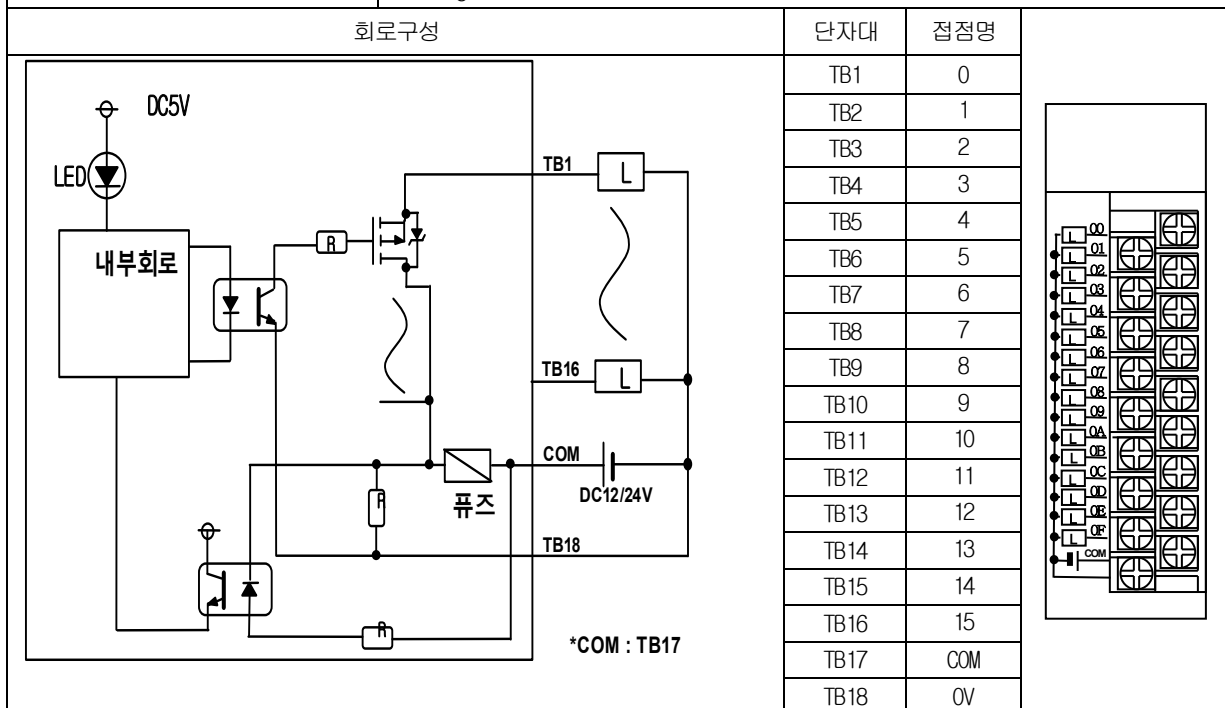 회로구성 단자대 접점명
DC5V
LED
내부회로
R
TB1
L
TB16
L
COM
DC12/24V
퓨즈
R
TB18
R
*COM : TB17
TB1 0
TB2 1
TB3 2
TB4 3
TB5 4
TB6 5
TB7 6
TB8 7
TB9 8
TB10 9
TB11 10
TB12 11
TB13 12
TB14 13
TB15 14
TB16 15
TB17 COM
TB18 0V
L 00
L 01
L 02
L 03
L 04
L 05
L 06
L 07
L 08
L 09
L 0A
L 0B
L 0C
L 0D
L 0E
L 0F
COM